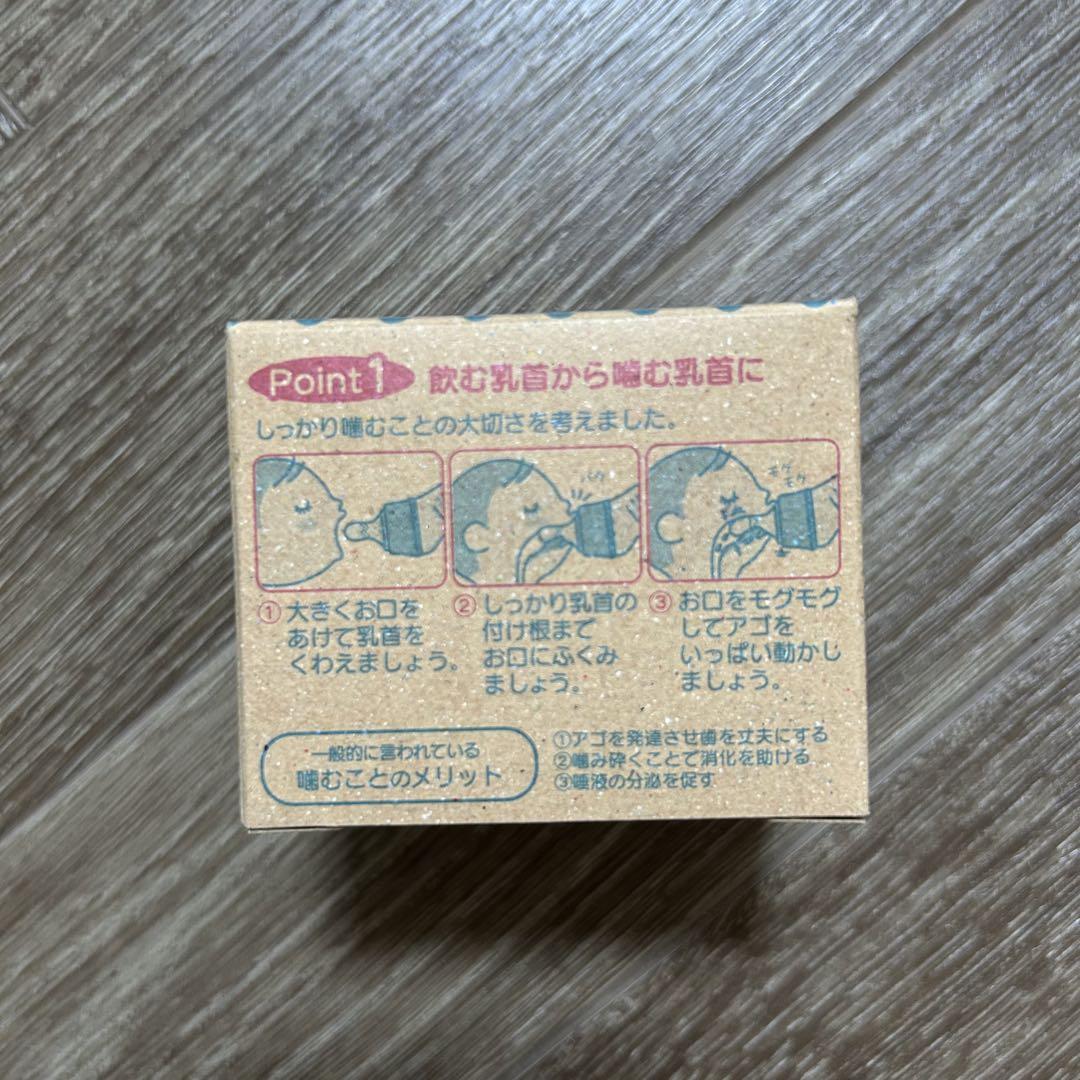 Point 1 飲む乳首から噛む乳首に
しっかり噛むことの大切さを考えました。
パク
モグ
モグ
① 大きくお口を
あけて乳首を
くわえましょう。
② しっかり乳首の
付け根まで
お口にふくみ
ましょう。
③ お口をモグモグ
してアゴを
いっぱい動かし
ましょう。
一般的に言われている
噛むことのメリット
①アゴを発達させ歯を丈夫にする
②噛み砕くことで消化を助ける
③唾液の分泌を促す